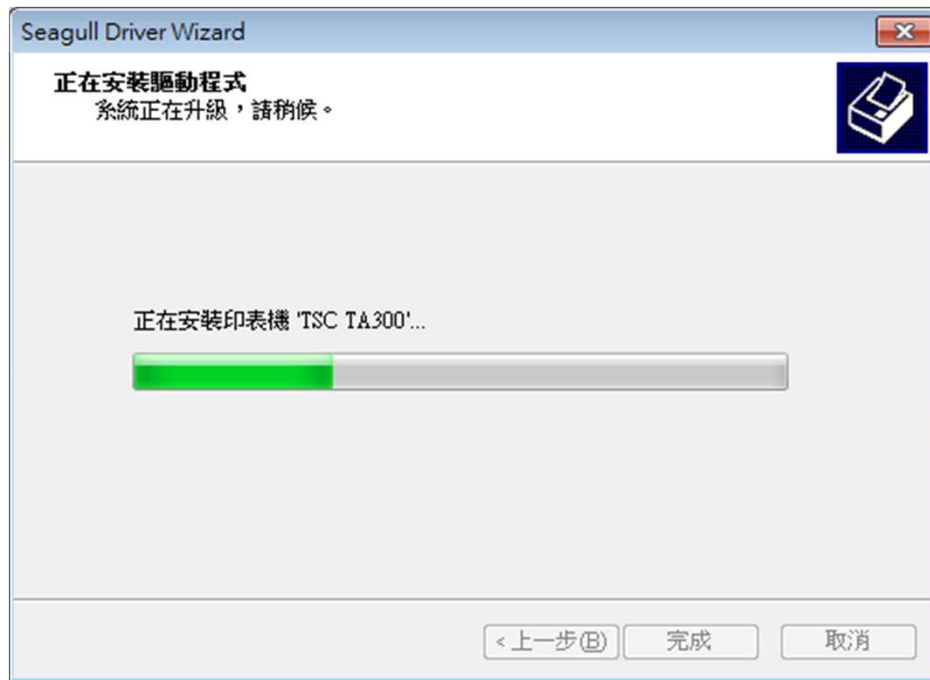 Seagull Driver Wizard
正在安裝驅動程式
系統正在升級，請稍候。
正在安裝印表機 'TSC TA300'...
< 上一步(B)
完成
取消